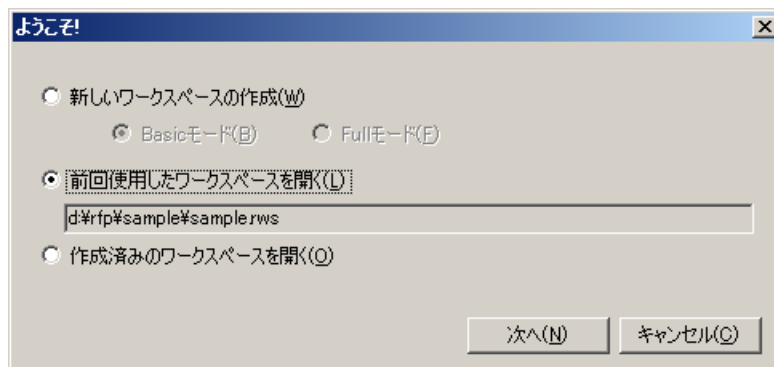 ようこそ!
新しいワークスペースの作成(W)
Basicモード(B) Fullモード(F)
前回使用したワークスペースを開く(L)
d:¥rfp¥sample¥sample.rws
作成済みのワークスペースを開く(O)
次へ(N) キャンセル(C)